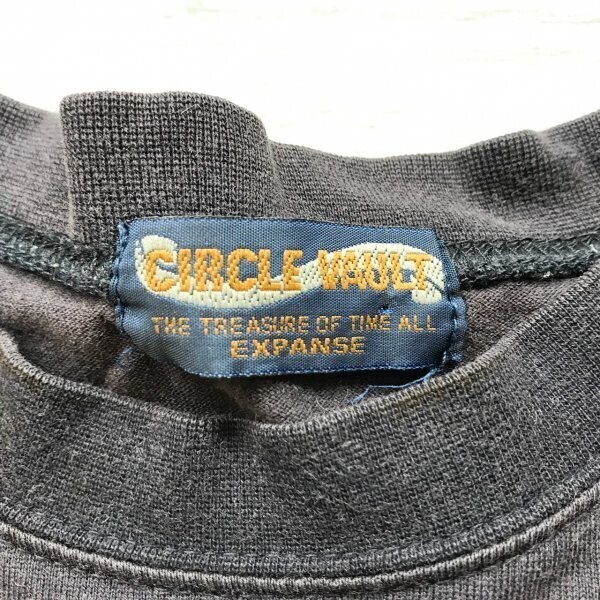 CIRCLE VAULT
THE TREASURE OF TIME ALL
EXPANSE